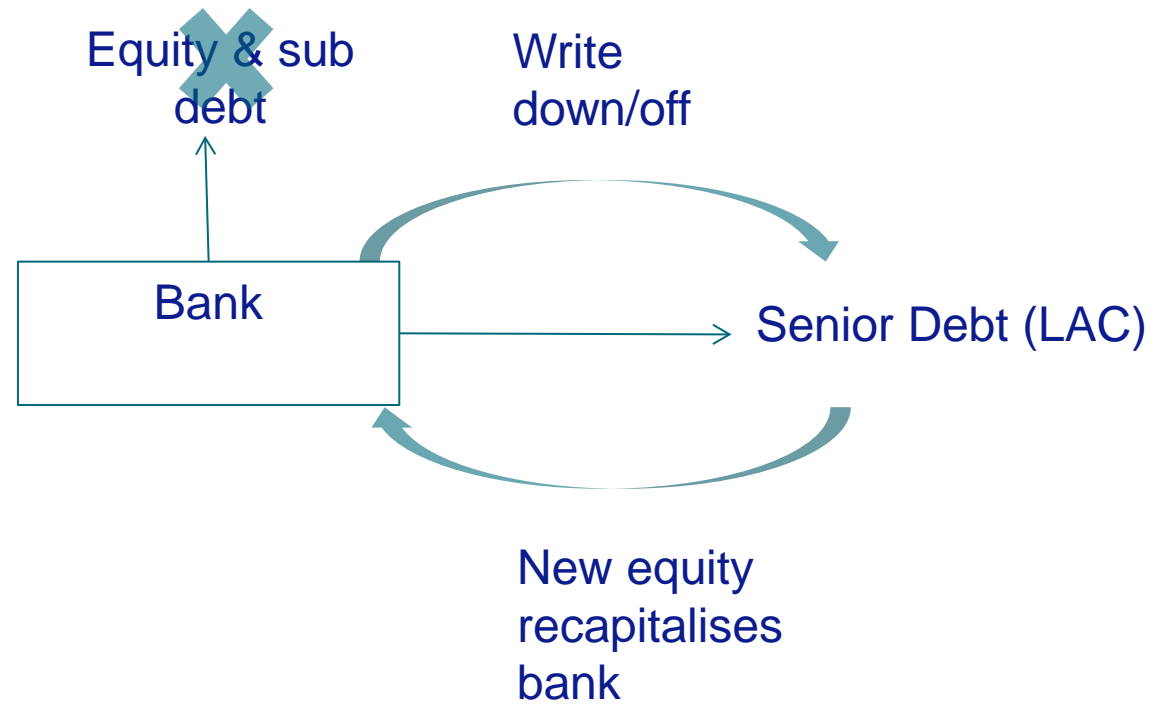 Equity & sub
debt
Write
down/off
Bank
Senior Debt (LAC)
New equity
recapitalises
bank